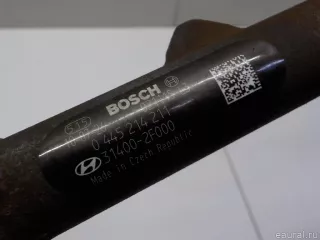 BOSCH
0 445 214 211
31400-2F000
Made in Czech Republic
eaural.ru